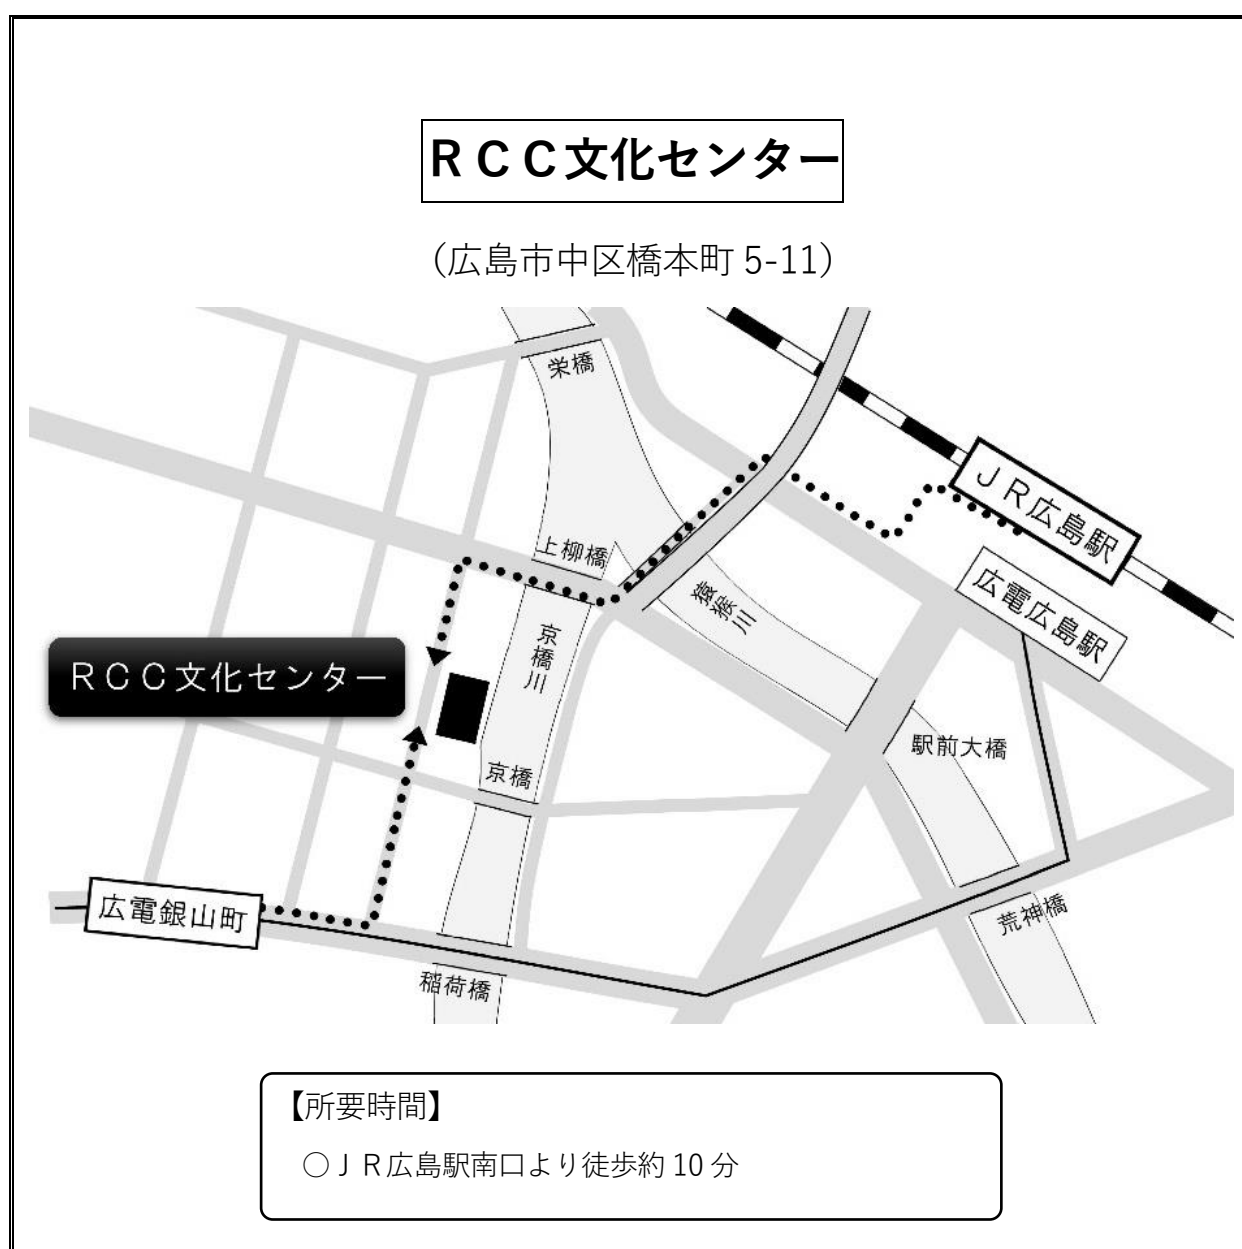 ＲＣＣ文化センター
（広島市中区橋本町 5-11）
栄橋
ＪＲ広島駅
上柳橋
広電広島駅
猿猴川
京橋川
ＲＣＣ文化センター
駅前大橋
京橋
広電銀山町
荒神橋
稲荷橋
【所要時間】
○ＪＲ広島駅南口より徒歩約 10 分